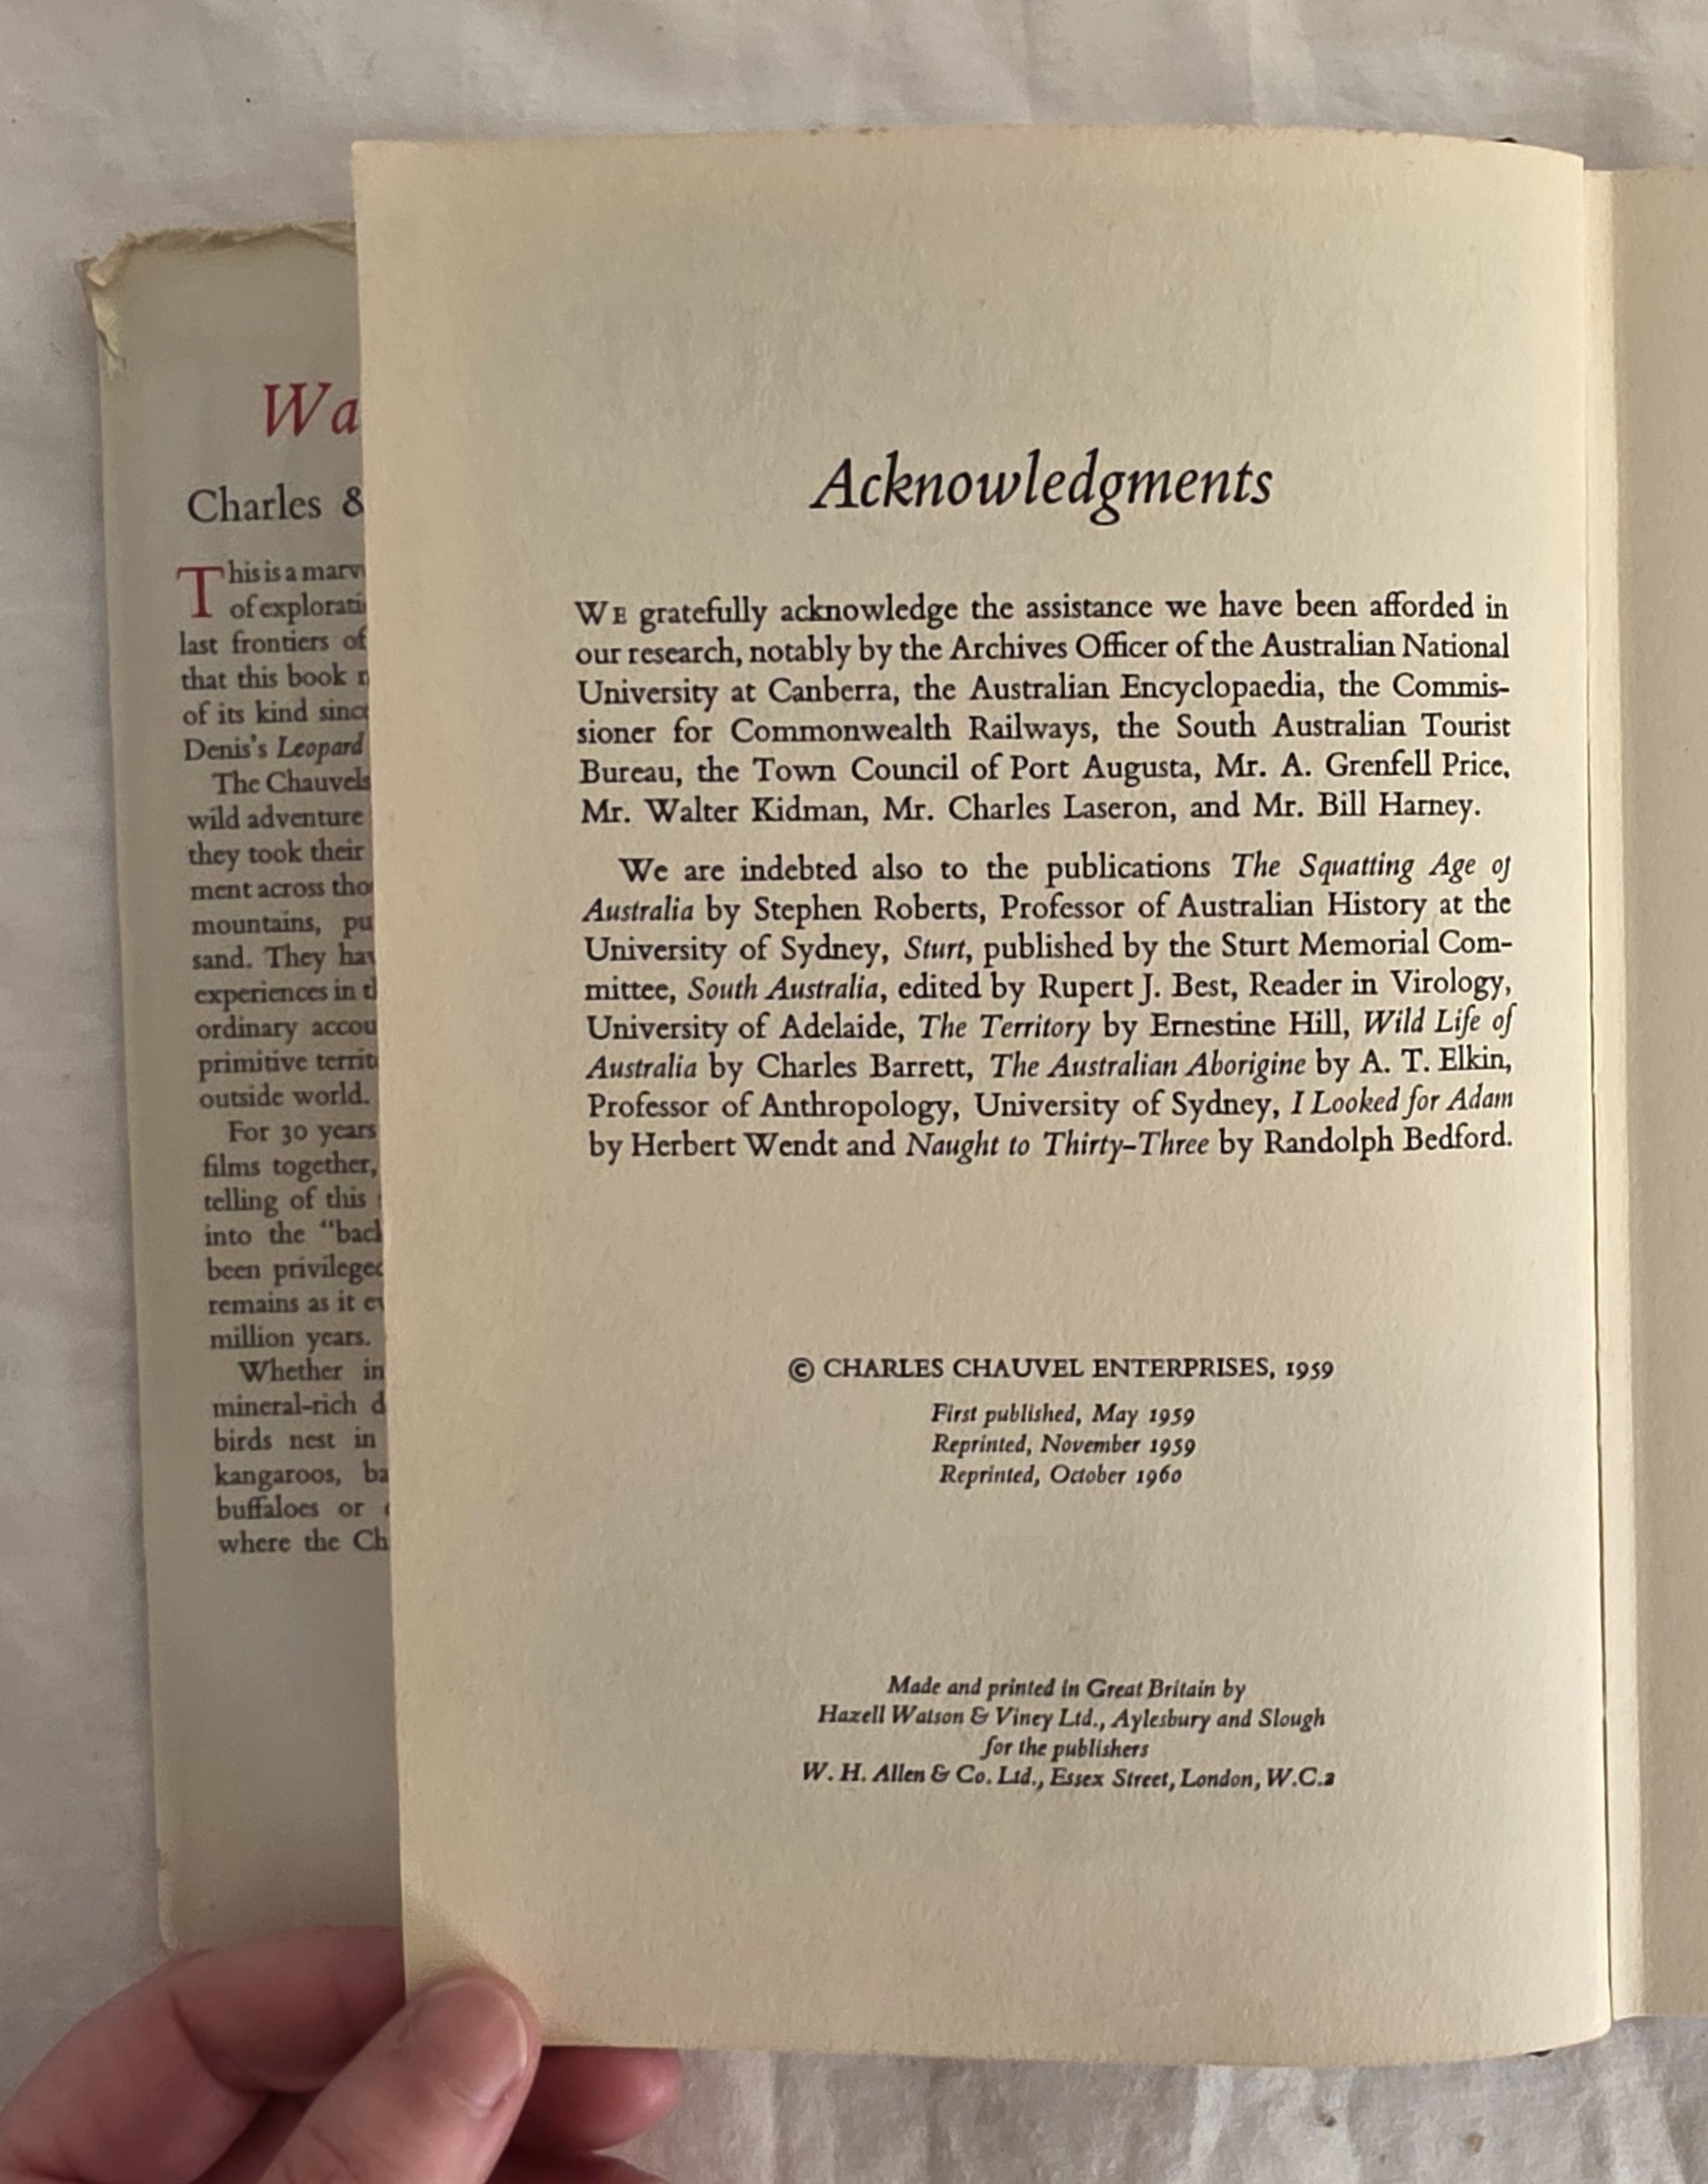 Wa
Charles &
This is a marv
of explorati
last frontiers of
that this book
of its kind sinc
Denis's Leopard
The Chauvels
wild adventure
they took their
ment across tho
mountains, pu
sand. They hav
experiences in
ordinary accou
primitive territ
outside world.
For 30 years
films together,
telling of this
into the "back
been privileged
remains as it ev
million years.
Whether in
mineral-rich d
birds nest in
kangaroos, ba
buffaloes or
where the Ch
Acknowledgments
WE gratefully acknowledge the assistance we have been afforded in
our research, notably by the Archives Officer of the Australian National
University at Canberra, the Australian Encyclopaedia, the Commis-
sioner for Commonwealth Railways, the South Australian Tourist
Bureau, the Town Council of Port Augusta, Mr. A. Grenfell Price,
Mr. Walter Kidman, Mr. Charles Laseron, and Mr. Bill Harney.
We are indebted also to the publications The Squatting Age of
Australia by Stephen Roberts, Professor of Australian History at the
University of Sydney, Sturt, published by the Sturt Memorial Com-
mittee, South Australia, edited by Rupert J. Best, Reader in Virology,
University of Adelaide, The Territory by Ernestine Hill, Wild Life of
Australia by Charles Barrett, The Australian Aborigine by A. T. Elkin,
Professor of Anthropology, University of Sydney, I Looked for Adam
by Herbert Wendt and Naught to Thirty-Three by Randolph Bedford.
© CHARLES CHAUVEL ENTERPRISES, 1959
First published, May 1959
Reprinted, November 1959
Reprinted, October 1960
Made and printed in Great Britain by
Hazell Watson & Viney Ltd., Aylesbury and Slough
for the publishers
W. H. Allen & Co. Ltd., Essex Street, London, W.C.2